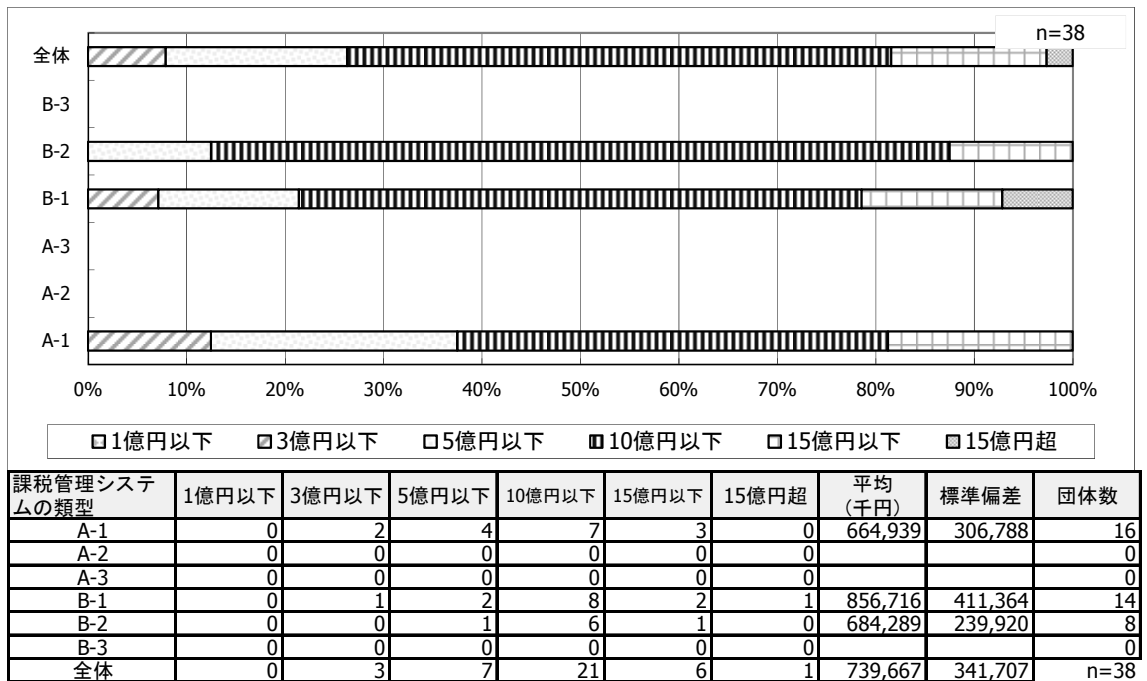 n=38
全体
B-3
B-2
B-1
A-3
A-2
A-1
0% 10% 20% 30% 40% 50% 60% 70% 80% 90% 100%
1億円以下 3億円以下 5億円以下 10億円以下 15億円以下 15億円超
課税管理システムの類型 1億円以下 3億円以下 5億円以下 10億円以下 15億円以下 15億円超 平均（千円） 標準偏差 団体数
A-1 0 2 4 7 3 0 664,939 306,788 16
A-2 0 0 0 0 0 0 0
A-3 0 0 0 0 0 0 0
B-1 0 1 2 8 2 1 856,716 411,364 14
B-2 0 0 1 6 1 0 684,289 239,920 8
B-3 0 0 0 0 0 0 0
全体 0 3 7 21 6 1 739,667 341,707 n=38